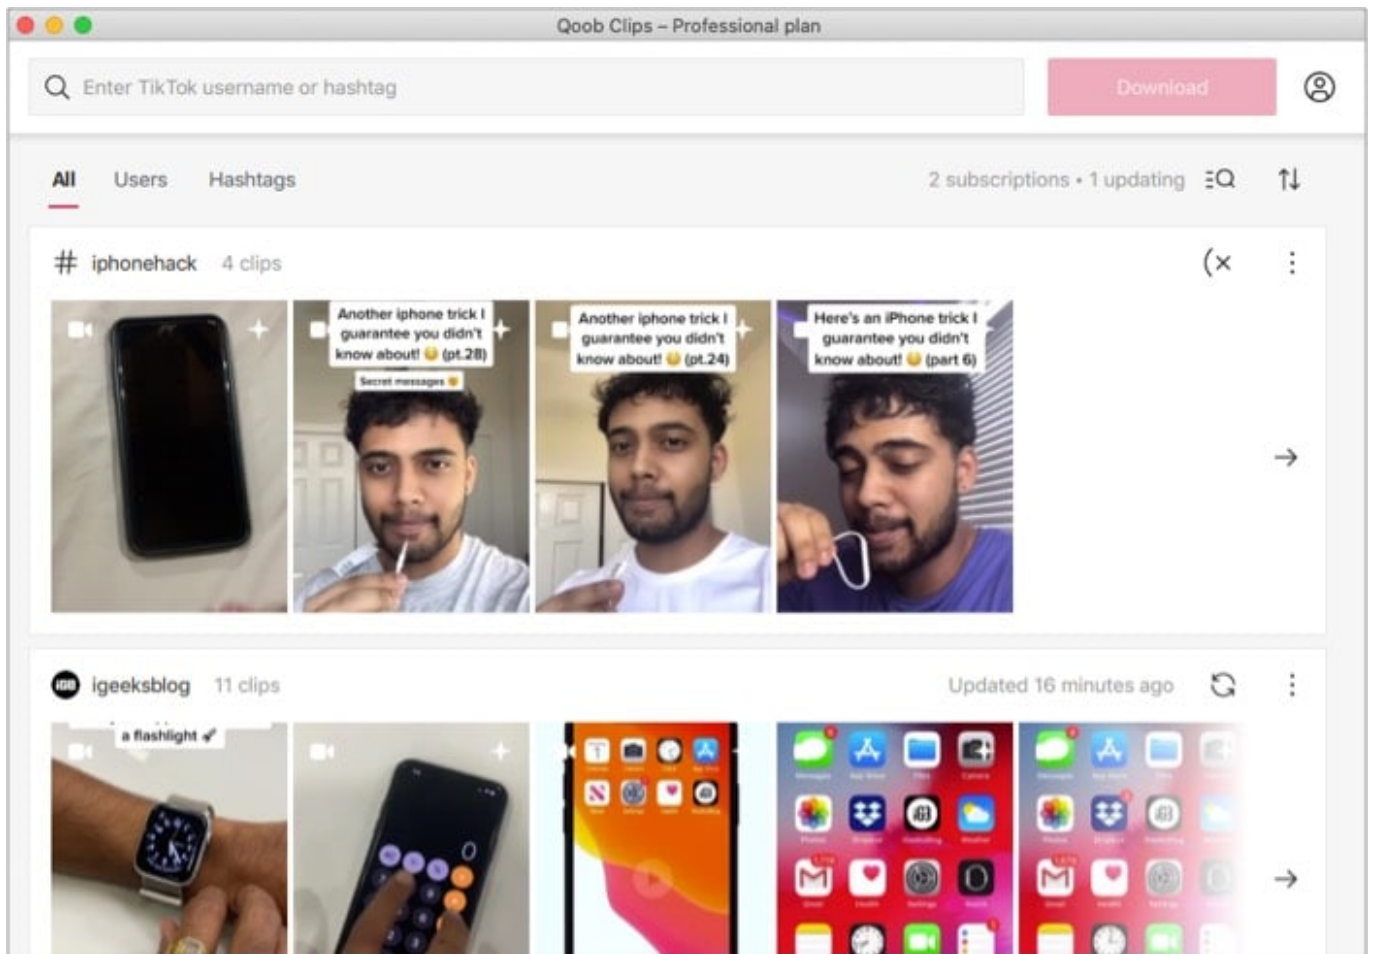 Qoob Clips – Professional plan
Enter TikTok username or hashtag
Download
All Users Hashtags
2 subscriptions • 1 updating
# iphonehack 4 clips
Another iphone trick I
guarantee you didn't
know about! 😳 (pt.28)
Secret messages
Another iphone trick I
guarantee you didn't
know about! 😳 (pt.24)
Here's an iPhone trick I
guarantee you didn't
know about! 😳 (part 6)
iGB igeeksblog 11 clips
Updated 16 minutes ago
a flashlight